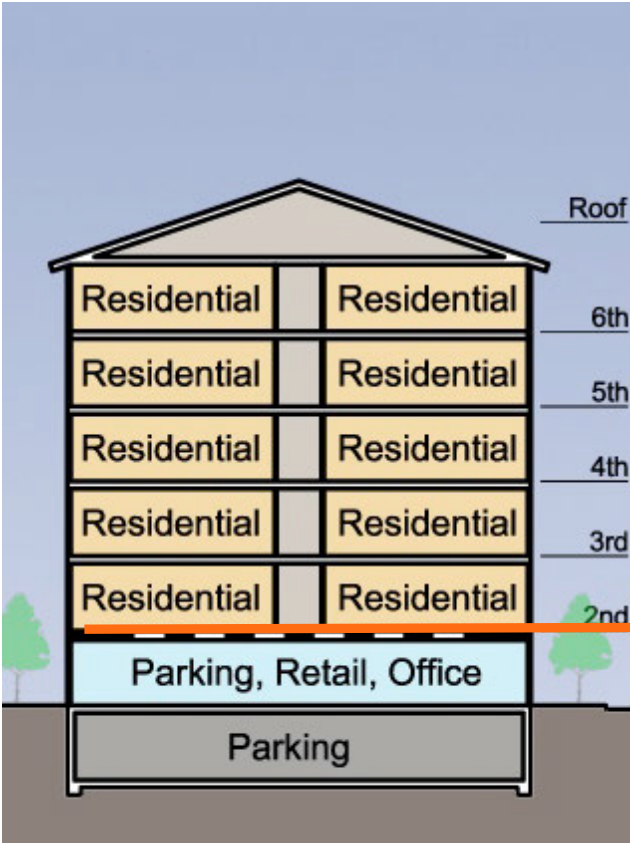 Roof
Residential Residential
6th
Residential Residential
5th
Residential Residential
4th
Residential Residential
3rd
Residential Residential
2nd
Parking, Retail, Office
Parking